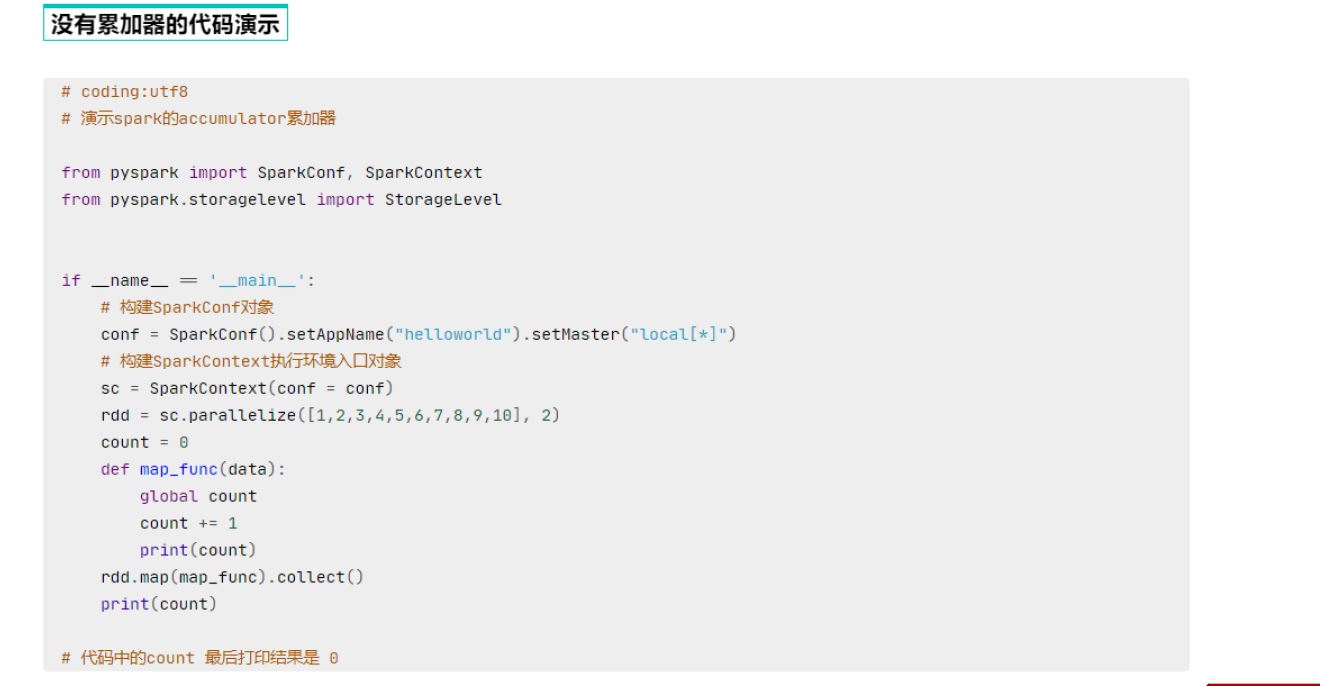 没有累加器的代码演示
# coding:utf8
# 演示spark的accumulator累加器
from pyspark import SparkConf, SparkContext
from pyspark.storagelevel import StorageLevel
if __name__ == '__main__':
    # 构建SparkConf对象
    conf = SparkConf().setAppName("helloworld").setMaster("local[*]")
    # 构建SparkContext执行环境入口对象
    sc = SparkContext(conf = conf)
    rdd = sc.parallelize([1,2,3,4,5,6,7,8,9,10], 2)
    count = 0
    def map_func(data):
        global count
        count += 1
        print(count)
    rdd.map(map_func).collect()
    print(count)
# 代码中的count 最后打印结果是 0